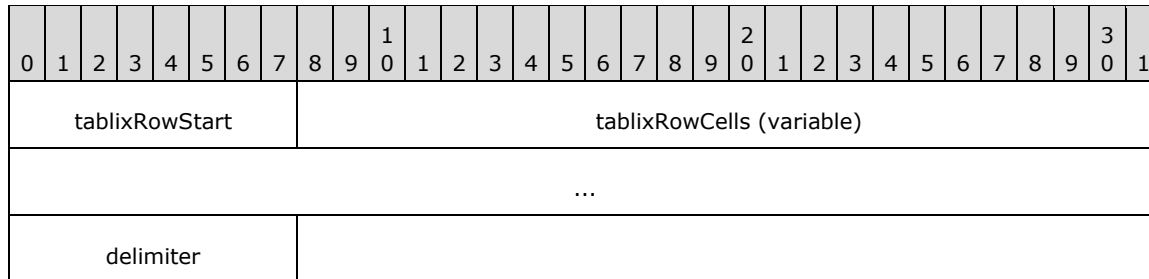 1 2 3
0 1 2 3 4 5 6 7 8 9 0 1 2 3 4 5 6 7 8 9 0 1 2 3 4 5 6 7 8 9 0 1
tablixRowStart tablixRowCells (variable)
...
delimiter